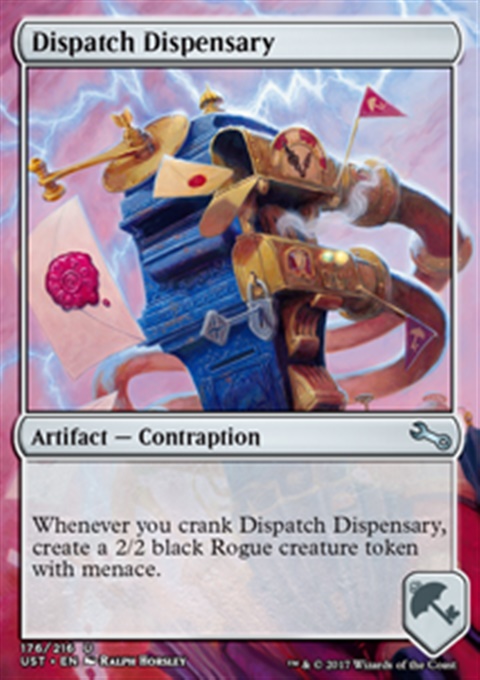 Dispatch Dispensary
Artifact — Contraption
Whenever you crank Dispatch Dispensary,
create a 2/2 black Rogue creature token
with menace.
176/216 U
UST • EN Ralph Horsley
™ & © 2017 Wizards of the Coast